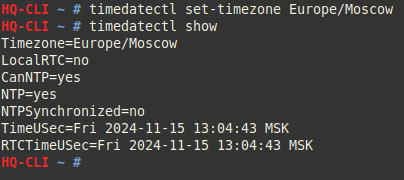 HQ-CLI ~ # timedatectl set-timezone Europe/Moscow
HQ-CLI ~ # timedatectl show
Timezone=Europe/Moscow
LocalRTC=no
CanNTP=yes
NTP=yes
NTPSynchronized=no
TimeUSec=Fri 2024-11-15 13:04:43 MSK
RTCTimeUSec=Fri 2024-11-15 13:04:43 MSK
HQ-CLI ~ #